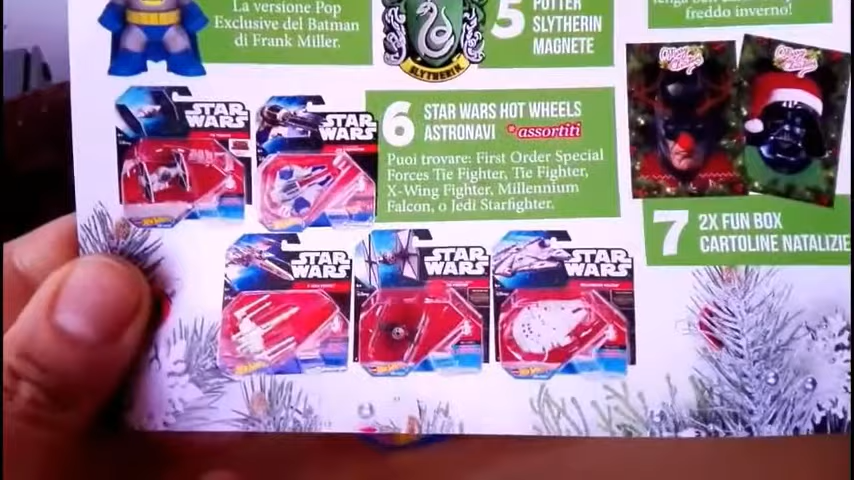 La versione Pop
Esclusive del Batman
di Frank Miller.
SLYTHERIN
5
POTTER
SLYTHERIN
MAGNETE
freddo inverno!
6 STAR WARS HOT WHEELS
ASTRONAVI *assortiti
Puoi trovare: First Order Special
Forces Tie Fighter, Tie Fighter,
X-Wing Fighter, Millennium
Falcon, o Jedi Starfighter.
STAR WARS
STAR WARS
STAR WARS
STAR WARS
STAR WARS
7 2X FUN BOX
CARTOLINE NATALIZIE